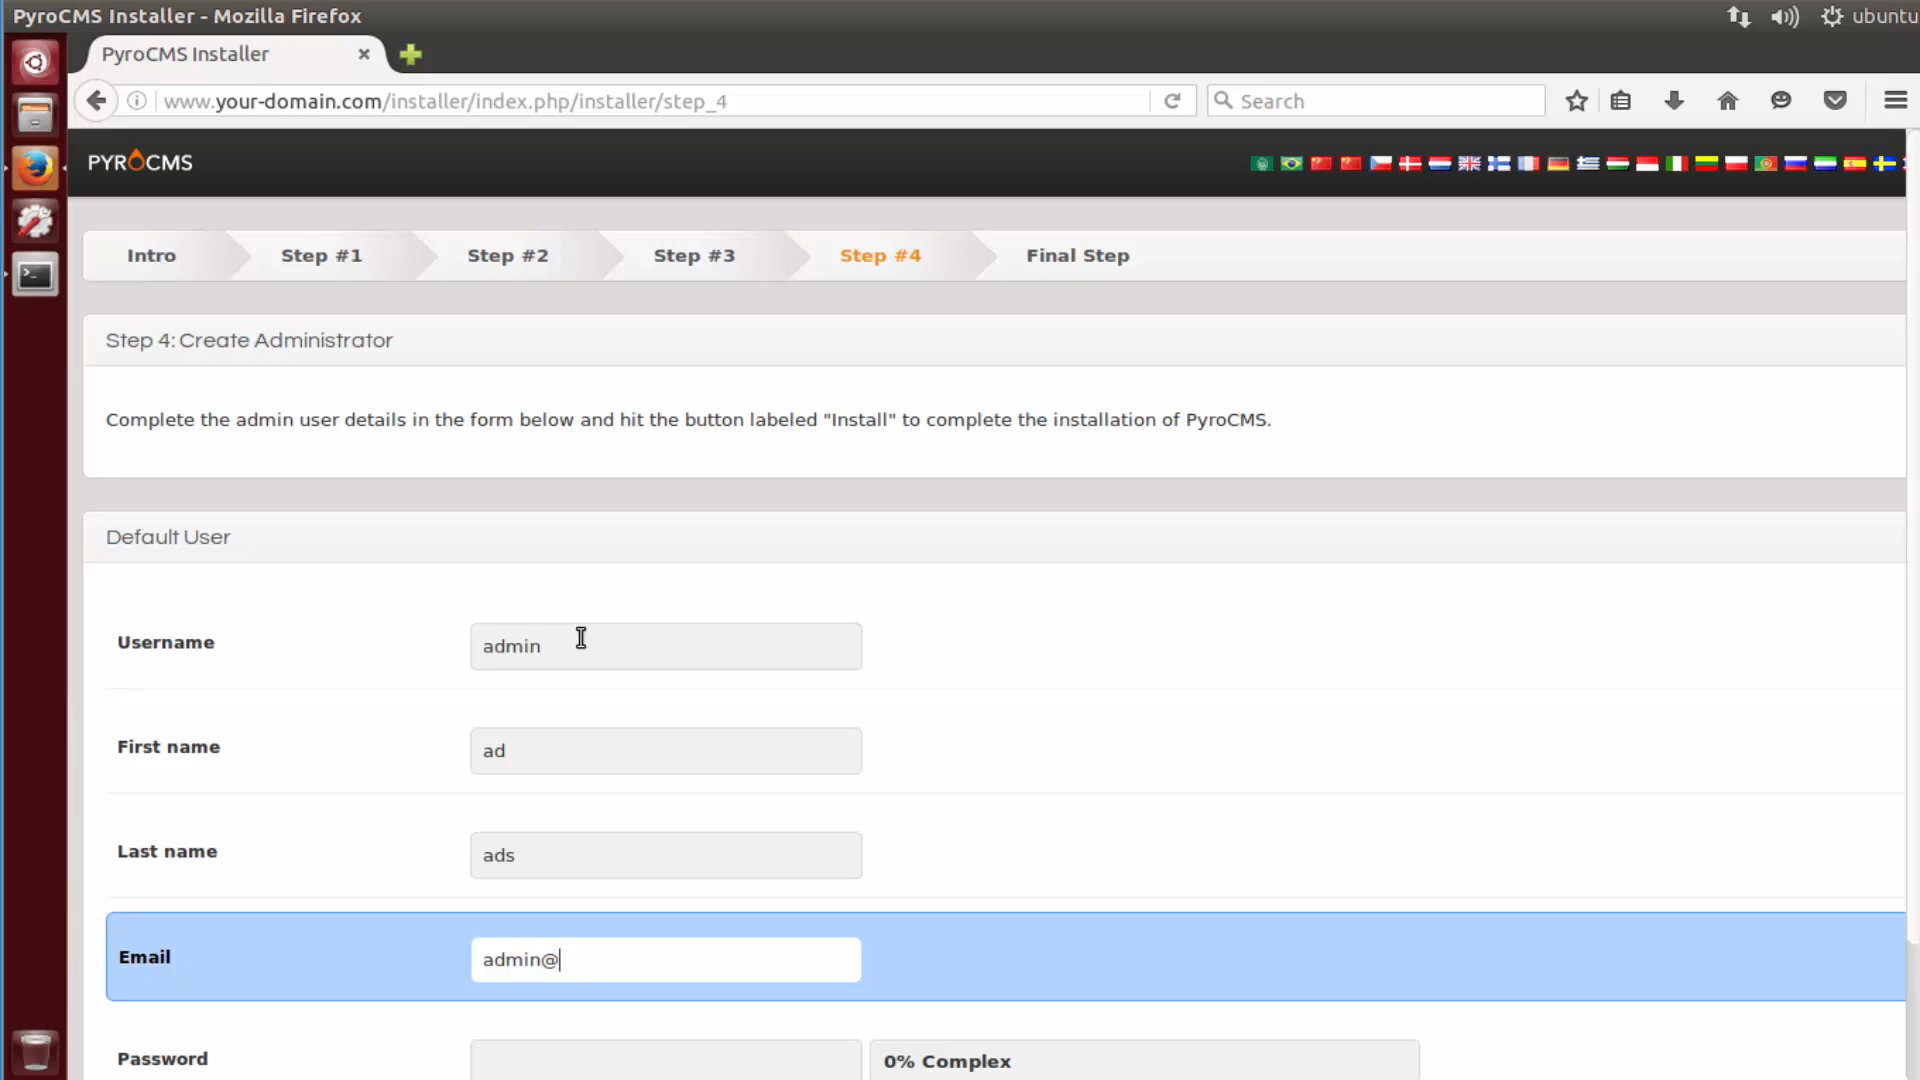 PyroCMS Installer - Mozilla Firefox
ubuntu
PyroCMS Installer
www.your-domain.com/installer/index.php/installer/step_4
Search
PYROCMS
Intro
Step #1
Step #2
Step #3
Step #4
Final Step
Step 4: Create Administrator
Complete the admin user details in the form below and hit the button labeled "Install" to complete the installation of PyroCMS.
Default User
Username
admin
First name
ad
Last name
ads
Email
admin@
Password
0% Complex